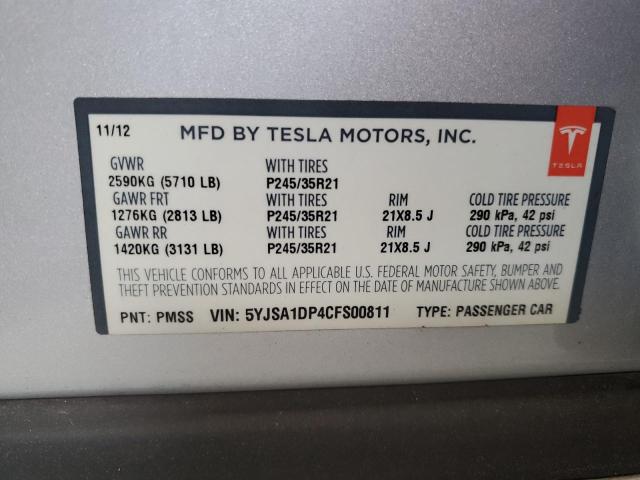 11/12 MFD BY TESLA MOTORS, INC.
TESLA
GVWR WITH TIRES
2590KG (5710 LB) P245/35R21
GAWR FRT WITH TIRES RIM COLD TIRE PRESSURE
1276KG (2813 LB) P245/35R21 21X8.5 J 290 kPa, 42 psi
GAWR RR WITH TIRES RIM COLD TIRE PRESSURE
1420KG (3131 LB) P245/35R21 21X8.5 J 290 kPa, 42 psi
THIS VEHICLE CONFORMS TO ALL APPLICABLE U.S. FEDERAL MOTOR SAFETY, BUMPER AND
THEFT PREVENTION STANDARDS IN EFFECT ON THE DATE OF MANUFACTURE SHOWN ABOVE.
PNT: PMSS VIN: 5YJSA1DP4CFS00811 TYPE: PASSENGER CAR